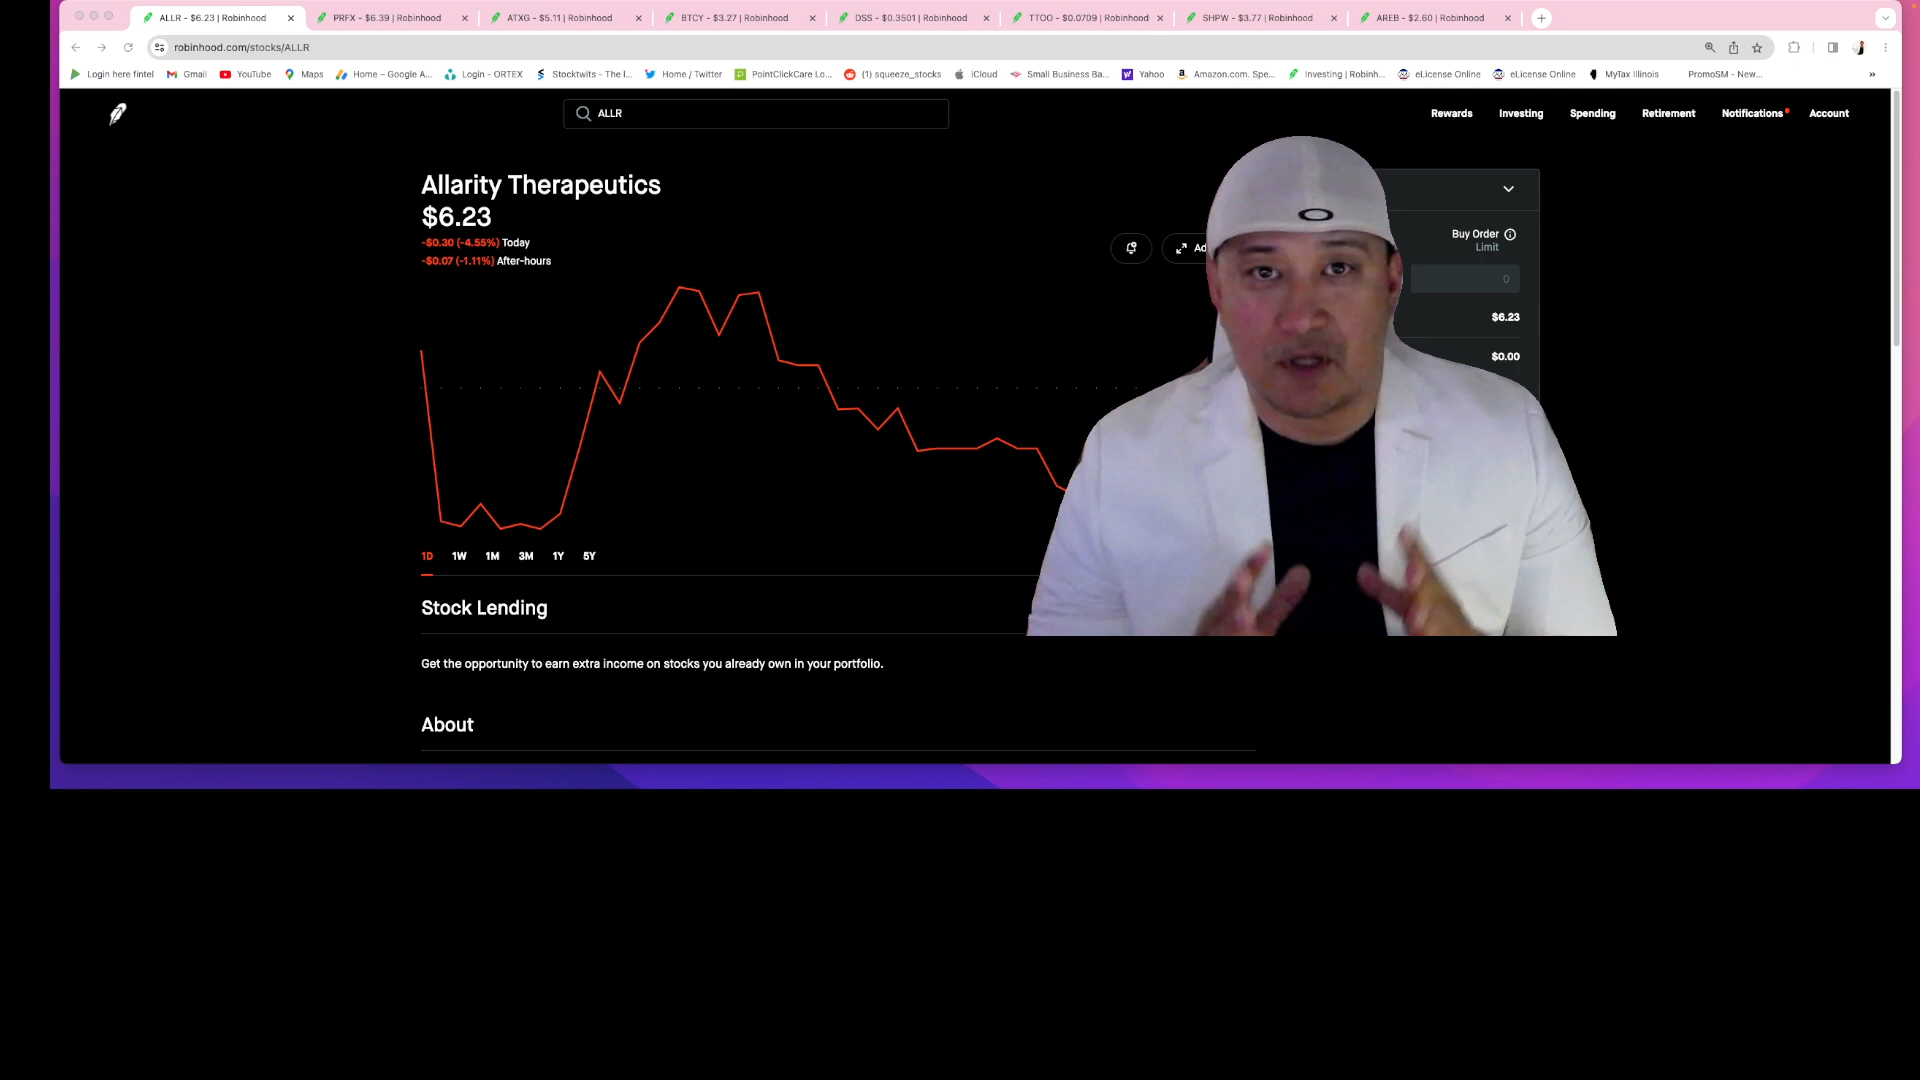 ALLR - $6.23 | Robinhood
PRFX - $6.39 | Robinhood
ATXG - $5.11 | Robinhood
BTCY - $3.27 | Robinhood
DSS - $0.3501 | Robinhood
TTOO - $0.0709 | Robinhood
SHPW - $3.77 | Robinhood
AREB - $2.60 | Robinhood
robinhood.com/stocks/ALLR
Login here fintel
Gmail
YouTube
Maps
Home – Google A...
Login - ORTEX
Stocktwits - The l...
Home / Twitter
PointClickCare Lo...
(1) squeeze_stocks
iCloud
Small Business Ba...
Yahoo
Amazon.com. Spe...
Investing | Robinh...
eLicense Online
eLicense Online
MyTax Illinois
PromoSM - New...
ALLR
Rewards
Investing
Spending
Retirement
Notifications
Account
Allarity Therapeutics
$6.23
-$0.30 (-4.55%) Today
-$0.07 (-1.11%) After-hours
Ad
Buy Order
Limit
0
$6.23
$0.00
1D 1W 1M 3M 1Y 5Y
Stock Lending
Get the opportunity to earn extra income on stocks you already own in your portfolio.
About